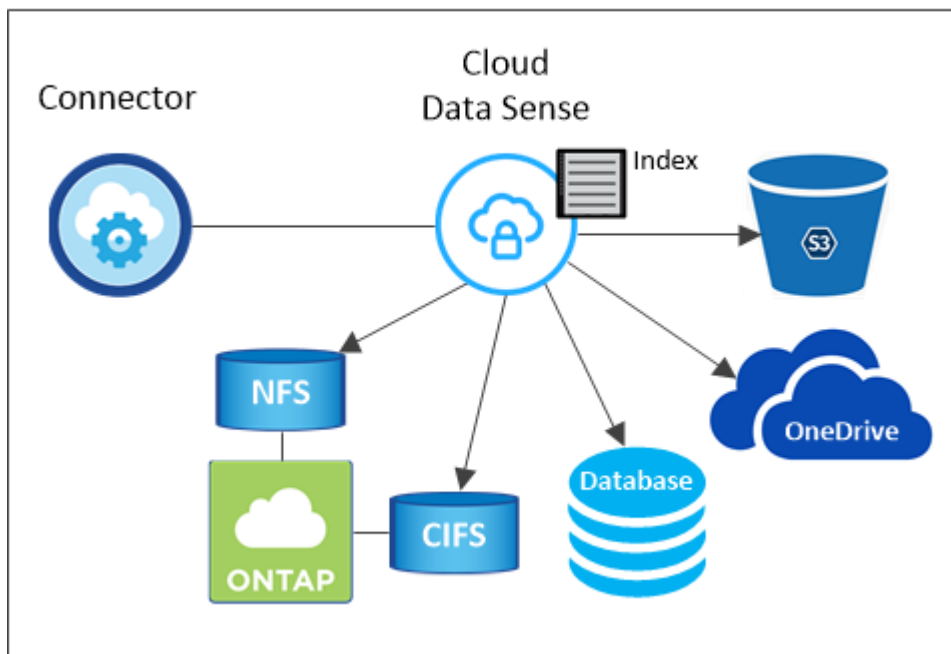 Connector
Cloud
Data Sense
Index
S3
NFS
OneDrive
Database
CIFS
ONTAP